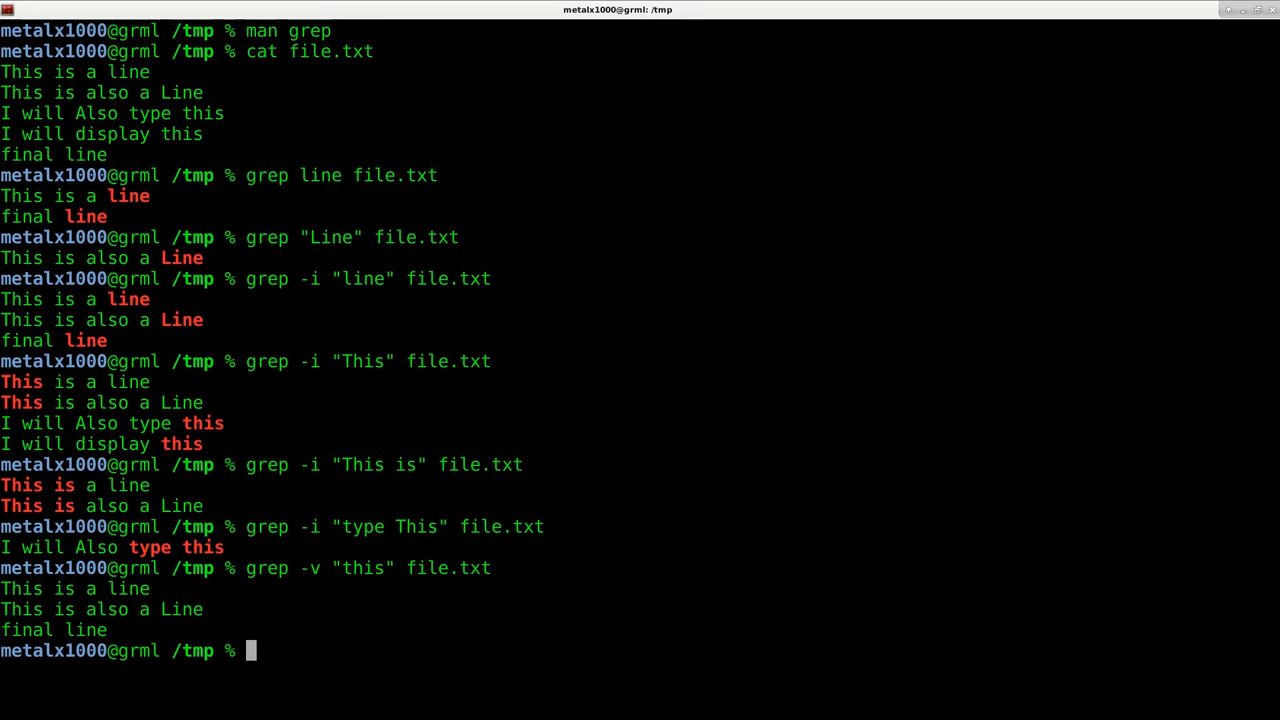 metalx1000@grml: /tmp
metalx1000@grml /tmp % man grep
metalx1000@grml /tmp % cat file.txt
This is a line
This is also a Line
I will Also type this
I will display this
final line
metalx1000@grml /tmp % grep line file.txt
This is a line
final line
metalx1000@grml /tmp % grep "Line" file.txt
This is also a Line
metalx1000@grml /tmp % grep -i "line" file.txt
This is a line
This is also a Line
final line
metalx1000@grml /tmp % grep -i "This" file.txt
This is a line
This is also a Line
I will Also type this
I will display this
metalx1000@grml /tmp % grep -i "This is" file.txt
This is a line
This is also a Line
metalx1000@grml /tmp % grep -i "type This" file.txt
I will Also type this
metalx1000@grml /tmp % grep -v "this" file.txt
This is a line
This is also a Line
final line
metalx1000@grml /tmp %